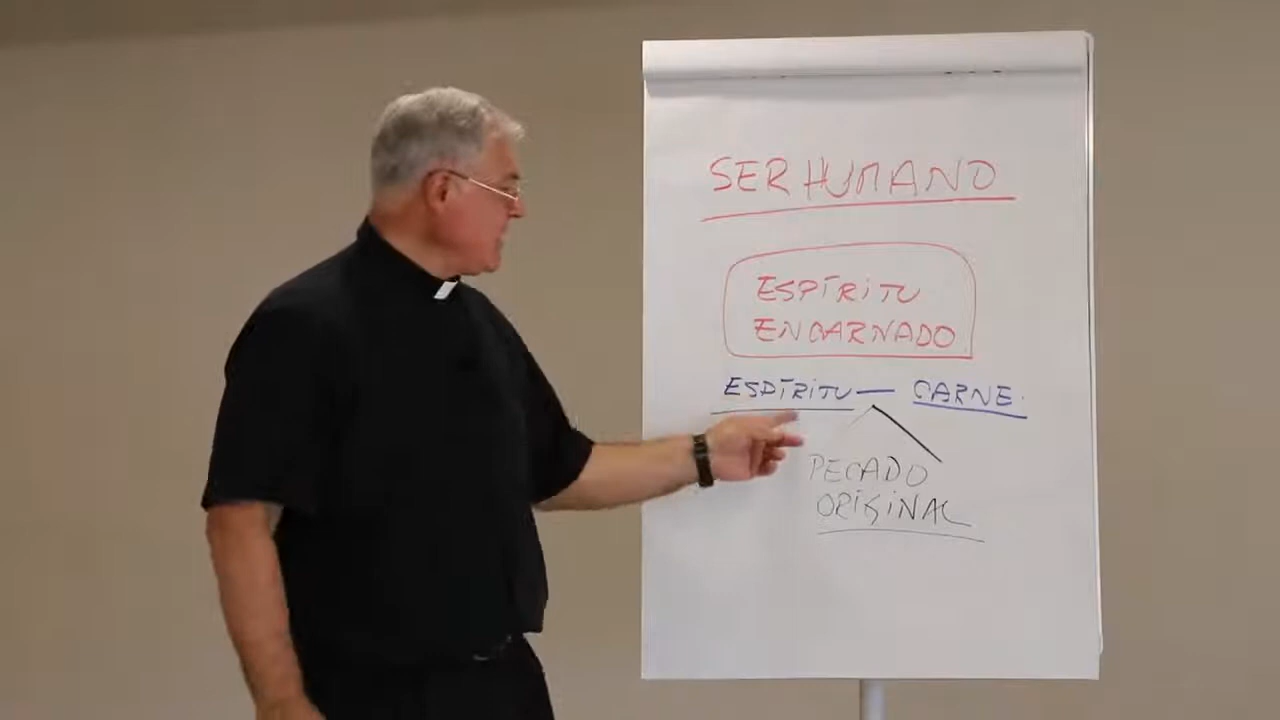 SER HUMANO
ESPÍRITU
ENCARNADO
ESPÍRITU — CARNE.
PECADO
ORIGINAL